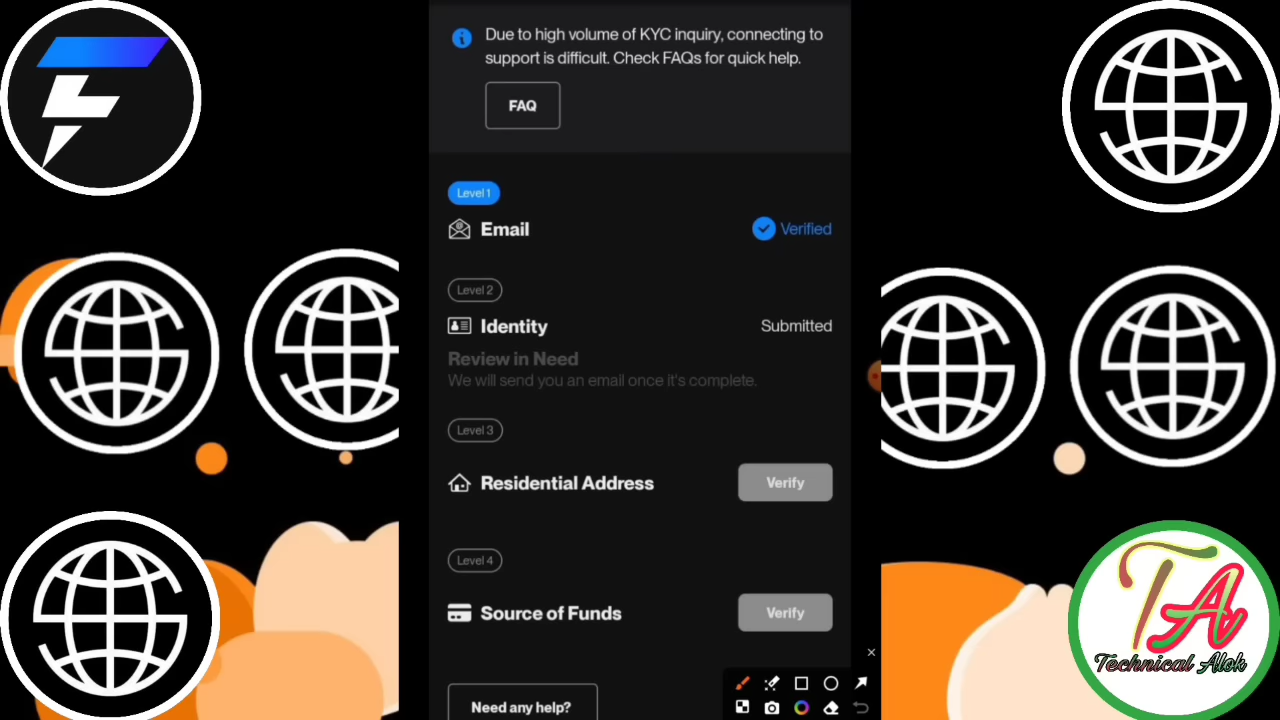 Due to high volume of KYC inquiry, connecting to
support is difficult. Check FAQs for quick help.
FAQ
Level 1
Email
Verified
Level 2
Identity
Submitted
Review in Need
We will send you an email once it's complete.
Level 3
Residential Address
Verify
Level 4
Source of Funds
Verify
Need any help?
TA
Technical Alok